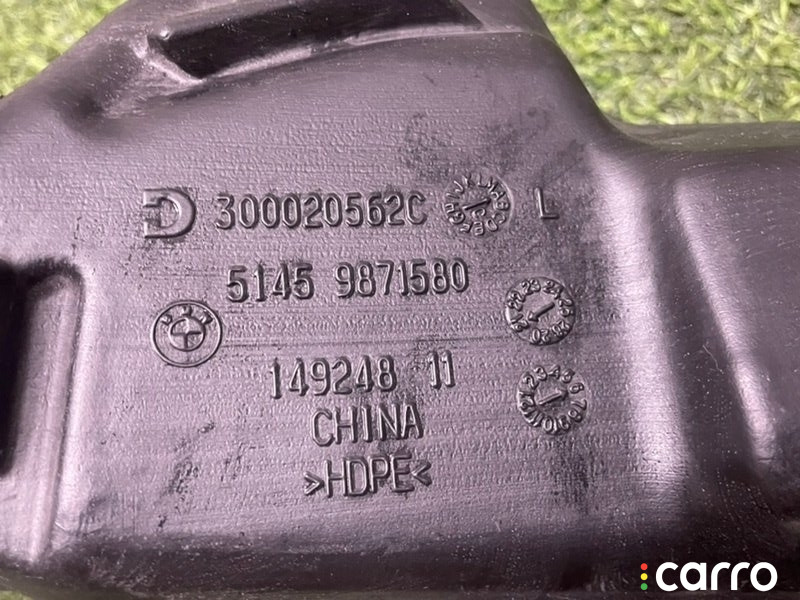 300020562C L
5145 9871580
149248 11
CHINA
>HDPE<
carro